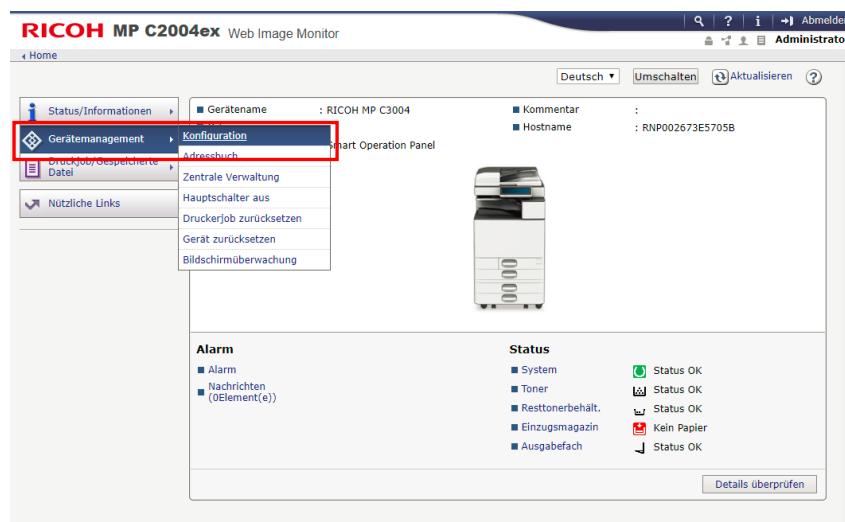 RICOH MP C2004ex Web Image Monitor
? i Abmelde
Administrato
Home
Deutsch Umschalten Aktualisieren ?
Status/Informationen
Gerätemanagement
Druckjob/Gespeicherte
Datei
Nützliche Links
Konfiguration
Adressbuch
Zentrale Verwaltung
Hauptschalter aus
Druckerjob zurücksetzen
Gerät zurücksetzen
Bildschirmüberwachung
Gerätename : RICOH MP C3004
Smart Operation Panel
Kommentar :
Hostname : RNP002673E5705B
Alarm
Alarm
Nachrichten
(0Element(e))
Status
System Status OK
Toner Status OK
Resttonerbehält. Status OK
Einzugsmagazin Kein Papier
Ausgabefach Status OK
Details überprüfen